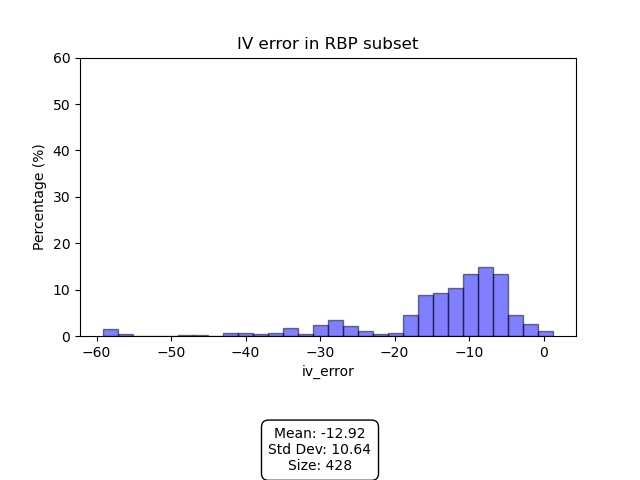 IV error in RBP subset
60
50
40
30
20
10
0
Percentage (%)
−60 −50 −40 −30 −20 −10 0
iv_error
Mean: -12.92
Std Dev: 10.64
Size: 428